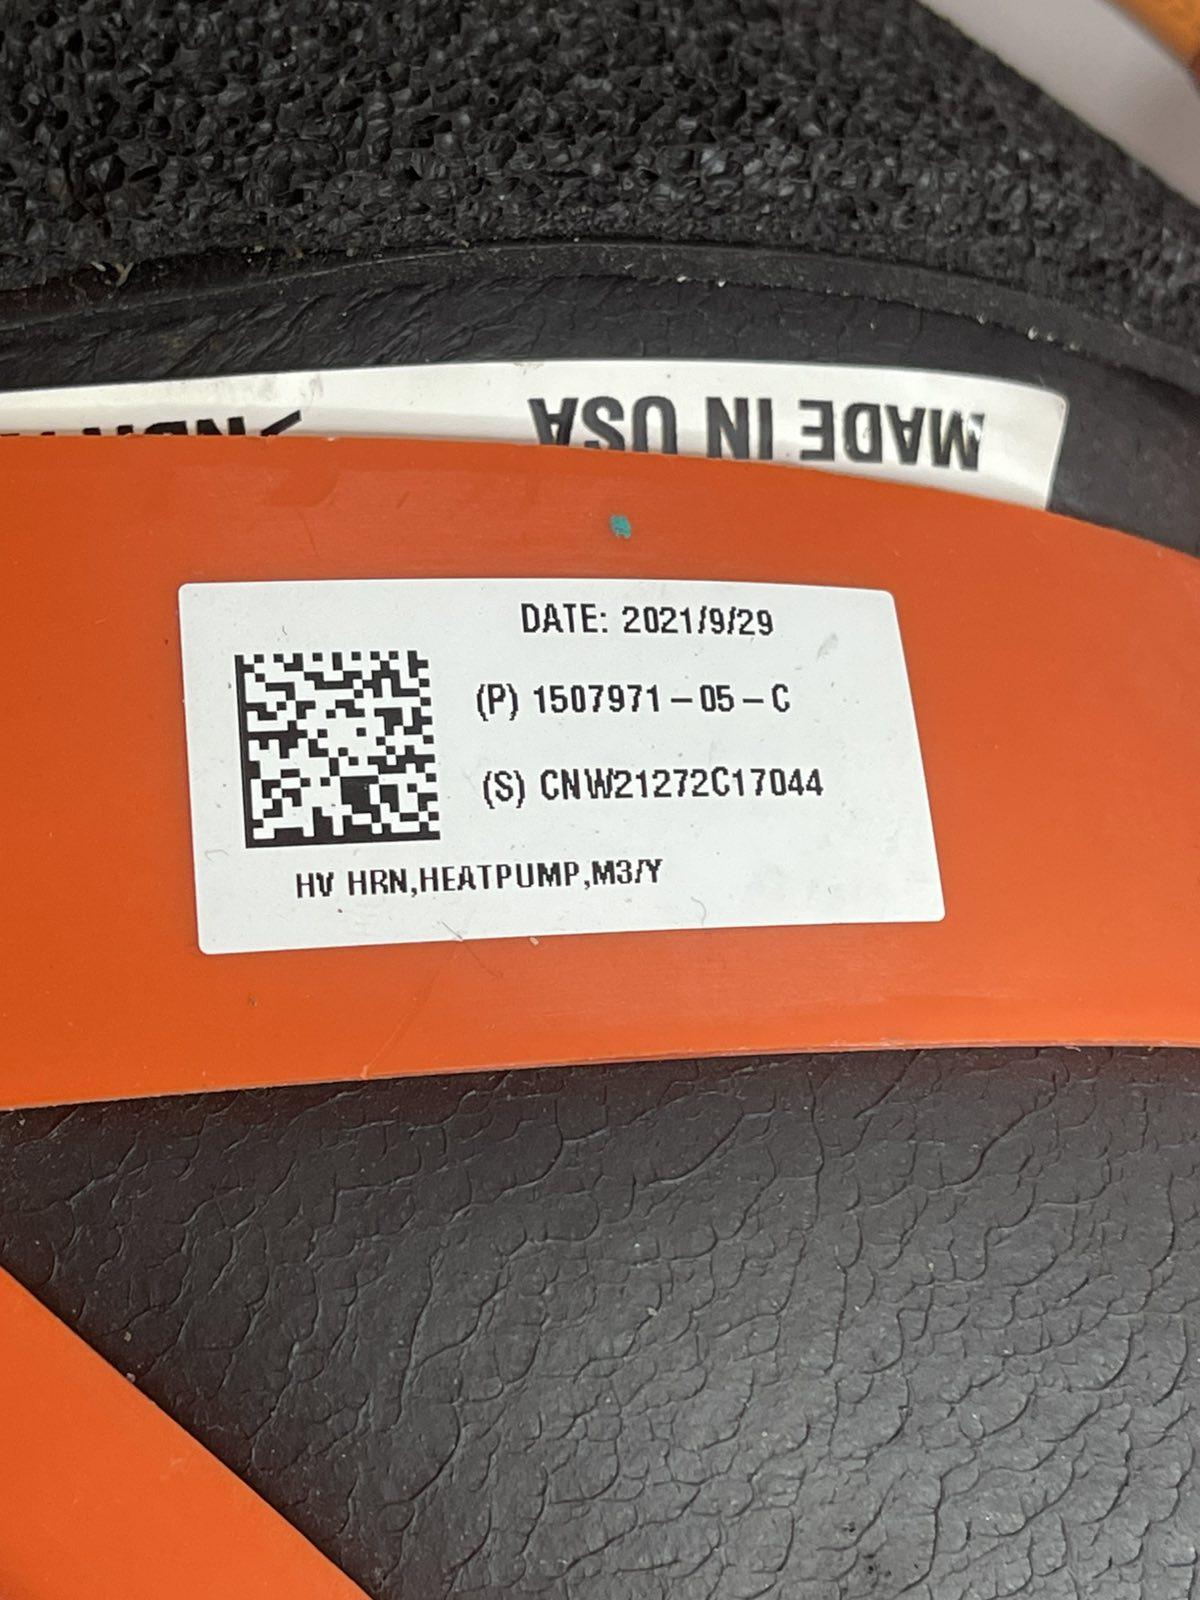 MADE IN USA
DATE: 2021/9/29
(P) 1507971-05-C
(S) CNW21272C17044
HV HRN,HEATPUMP,M3/Y